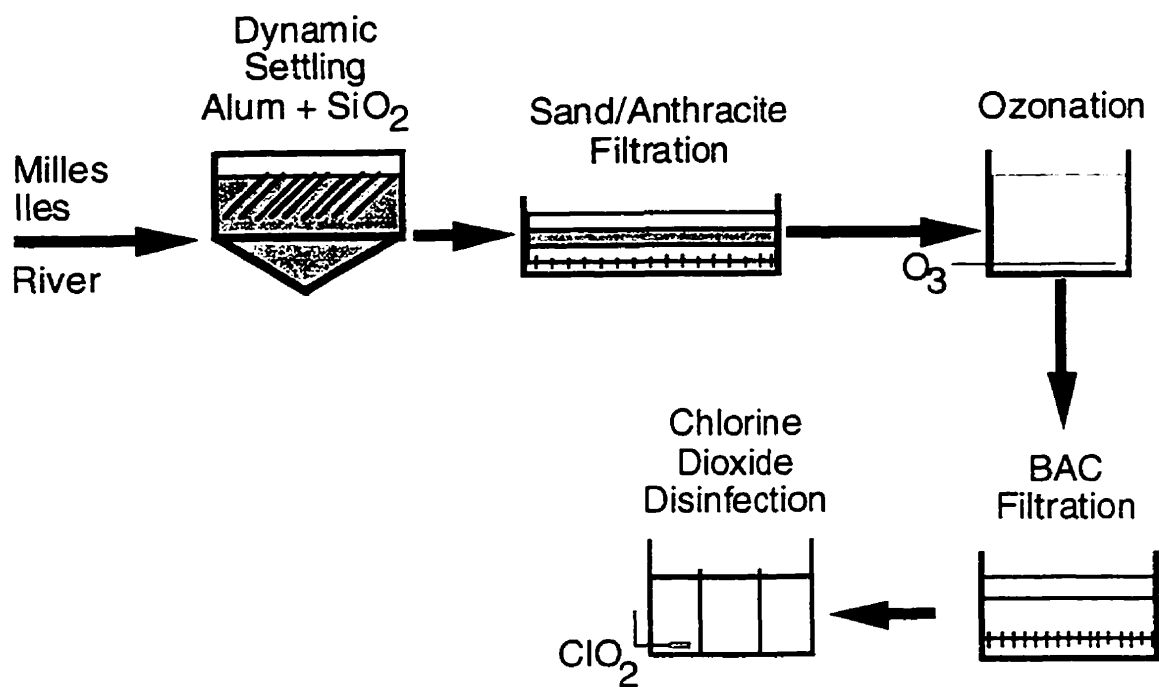 Dynamic
Settling
Alum + SiO₂
Sand/Anthracite
Filtration
Ozonation
Milles
Iles
River
O₃
Chlorine
Dioxide
Disinfection
BAC
Filtration
ClO₂